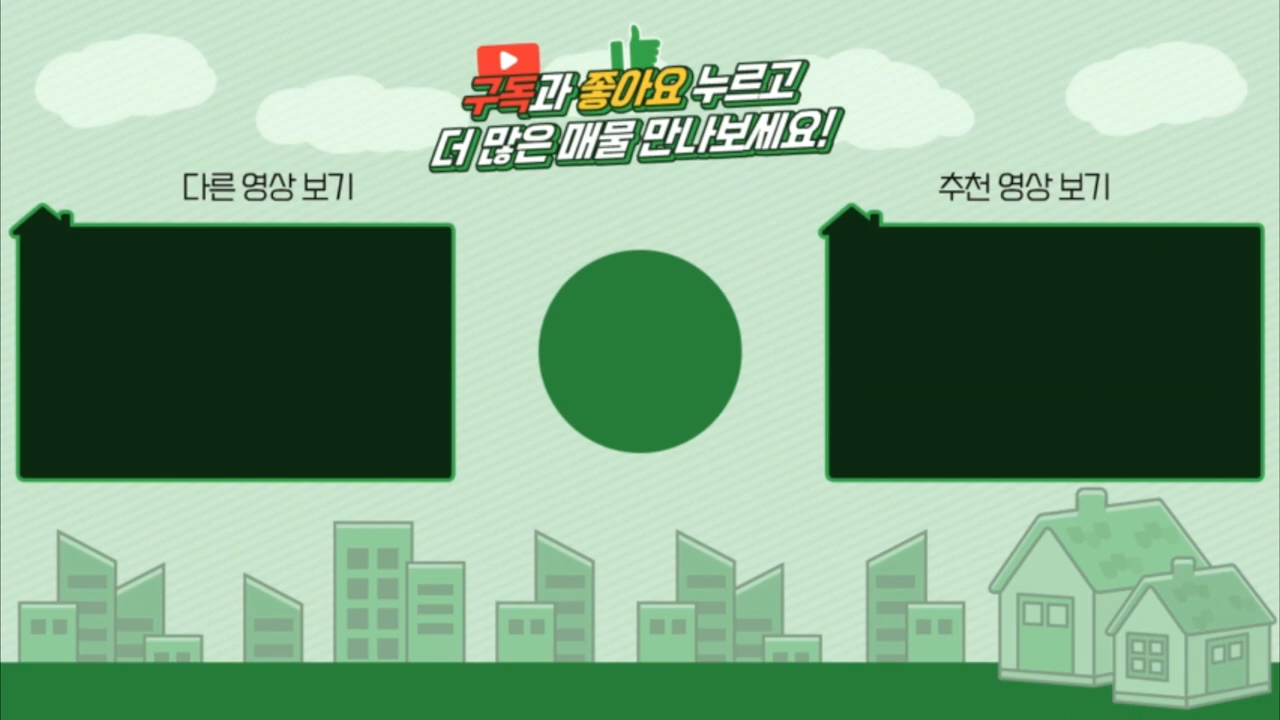 구독과 좋아요 누르고
더 많은 매물 만나보세요!
다른 영상 보기
추천 영상 보기